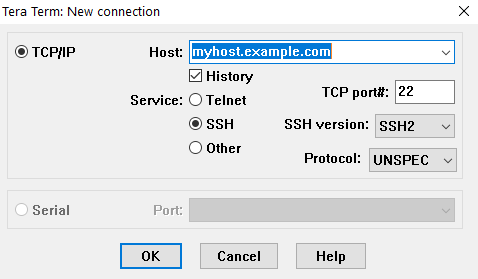 Tera Term: New connection
TCP/IP
Host: myhost.example.com
History
Service: Telnet
TCP port#: 22
SSH
SSH version: SSH2
Other
Protocol: UNSPEC
Serial
Port:
OK Cancel Help